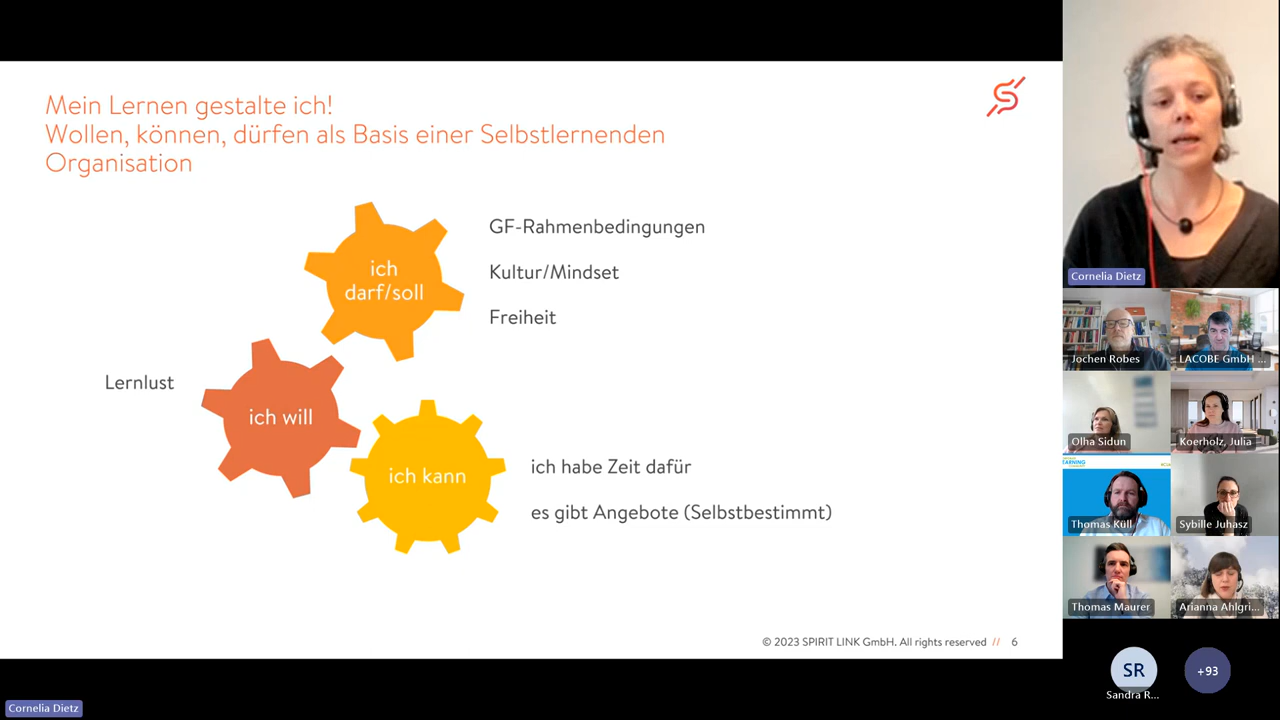 Mein Lernen gestalte ich!
Wollen, können, dürfen als Basis einer Selbstlernenden
Organisation
ich
darf/soll
GF-Rahmenbedingungen
Kultur/Mindset
Freiheit
Lernlust
ich will
ich kann
ich habe Zeit dafür
es gibt Angebote (Selbstbestimmt)
© 2023 SPIRIT LINK GmbH. All rights reserved // 6
Cornelia Dietz
Jochen Robes
LACOBE GmbH ...
Olha Sidun
Koerholz, Julia
Thomas Küll
Sybille Juhasz
Thomas Maurer
Arianna Ahlgri...
SR
Sandra R...
+93
Cornelia Dietz